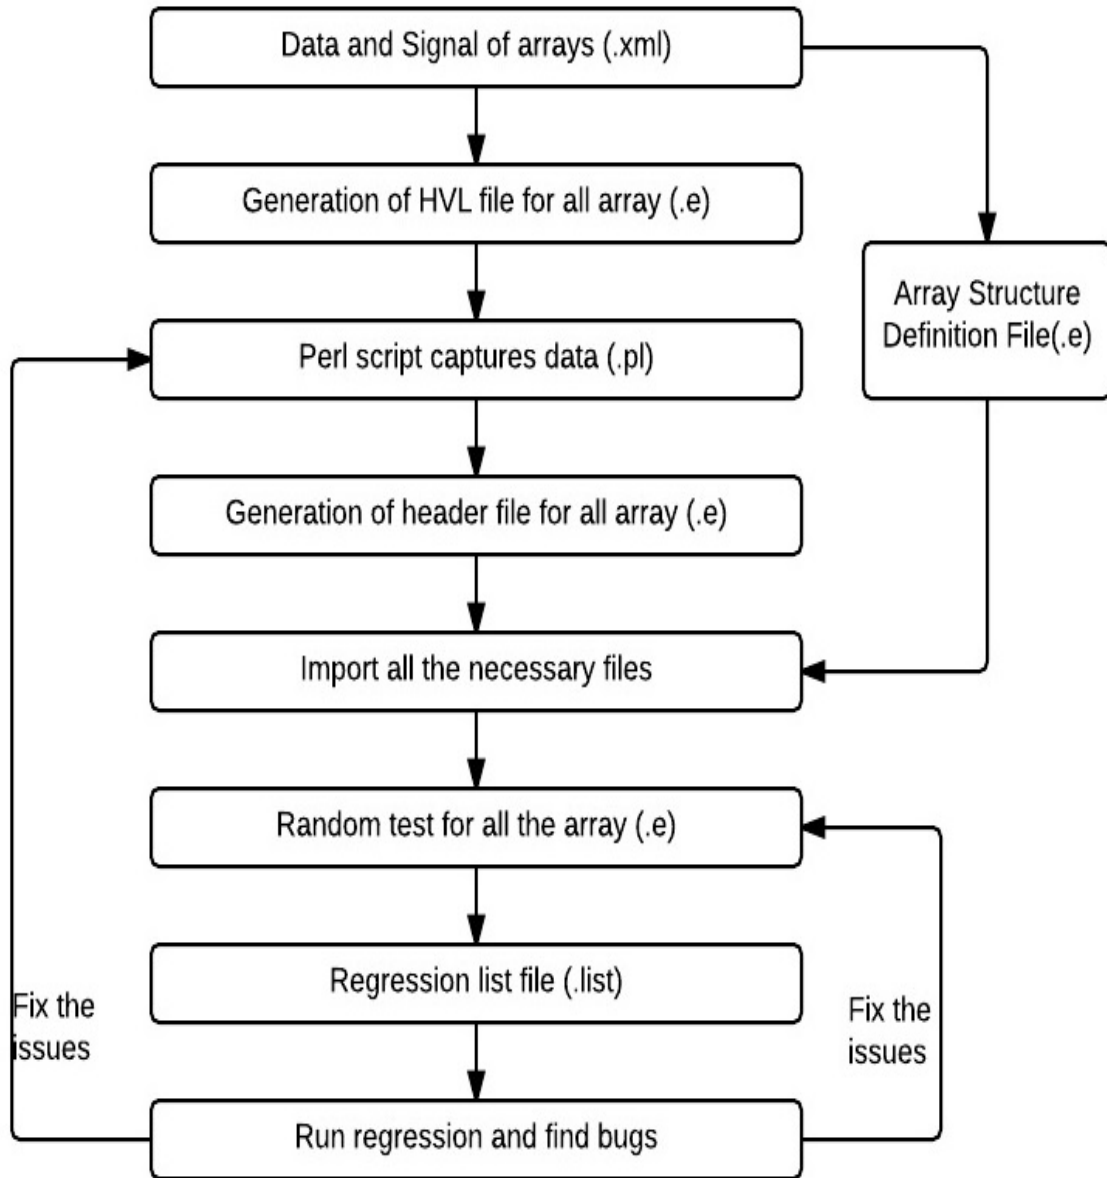 Data and Signal of arrays (.xml)
Generation of HVL file for all array (.e)
Array Structure
Definition File(.e)
Perl script captures data (.pl)
Generation of header file for all array (.e)
Import all the necessary files
Random test for all the array (.e)
Regression list file (.list)
Fix the
issues
Fix the
issues
Run regression and find bugs